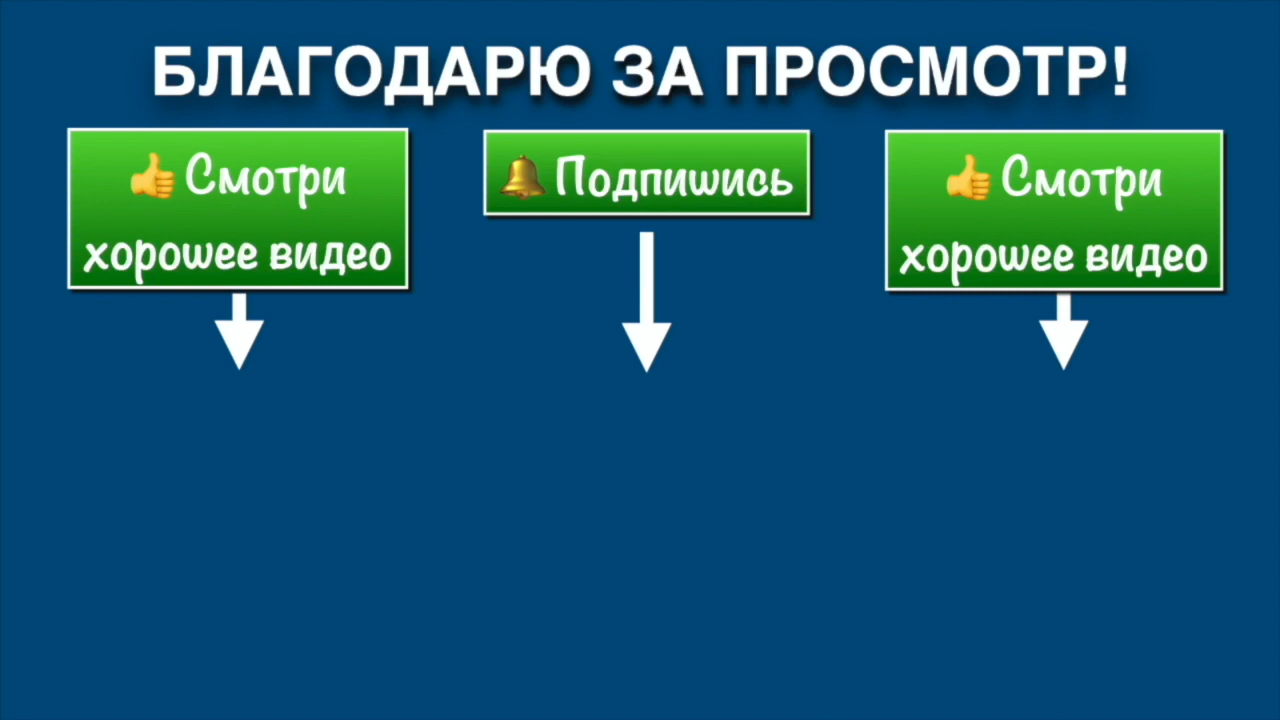 БЛАГОДАРЮ ЗА ПРОСМОТР!
👍 Смотри
хорошее видео
🔔 Подпишись
👍 Смотри
хорошее видео